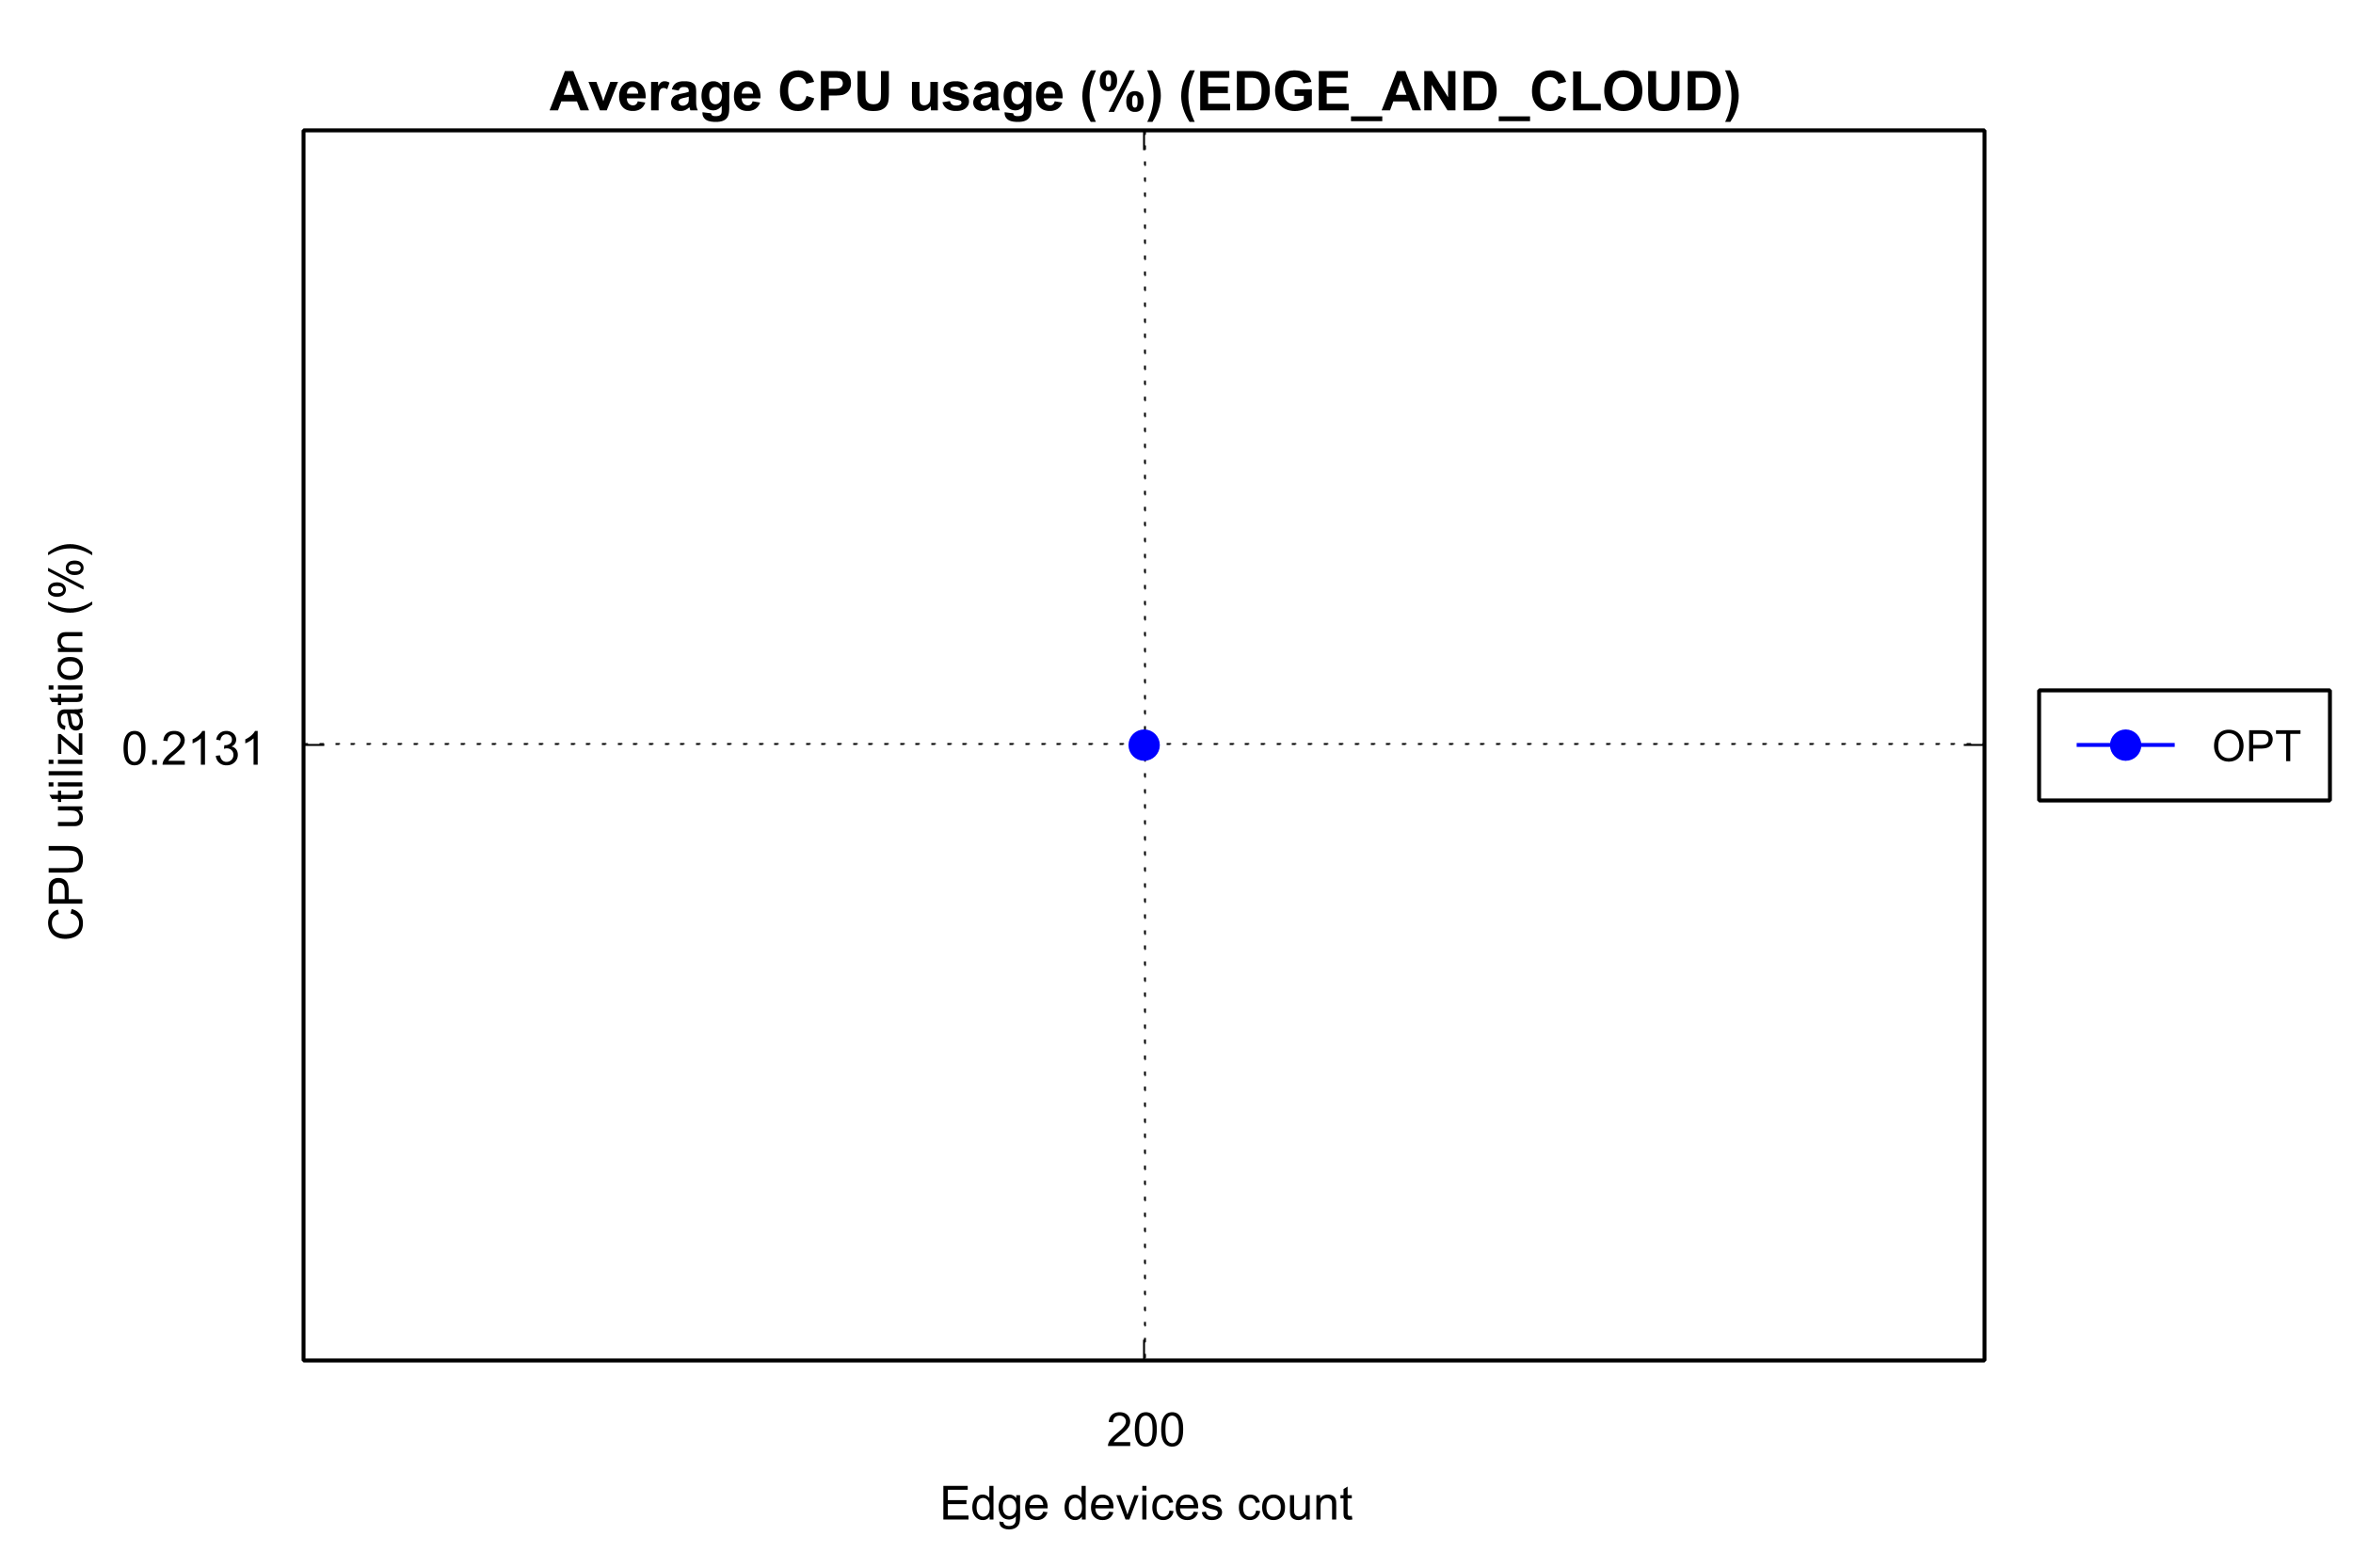 Average CPU usage (%) (EDGE_AND_CLOUD)
CPU utilization (%)
0.2131
OPT
200
Edge devices count